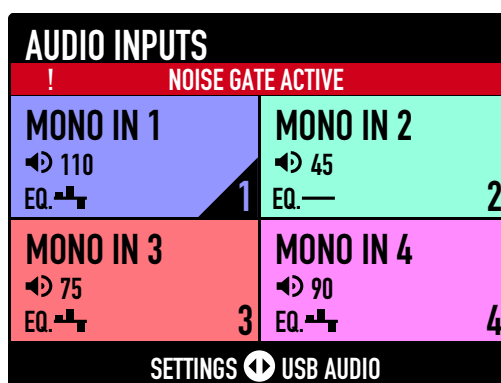 AUDIO INPUTS
! NOISE GATE ACTIVE
MONO IN 1
110
EQ.
1
MONO IN 2
45
EQ.
2
MONO IN 3
75
EQ.
3
MONO IN 4
90
EQ.
4
SETTINGS USB AUDIO